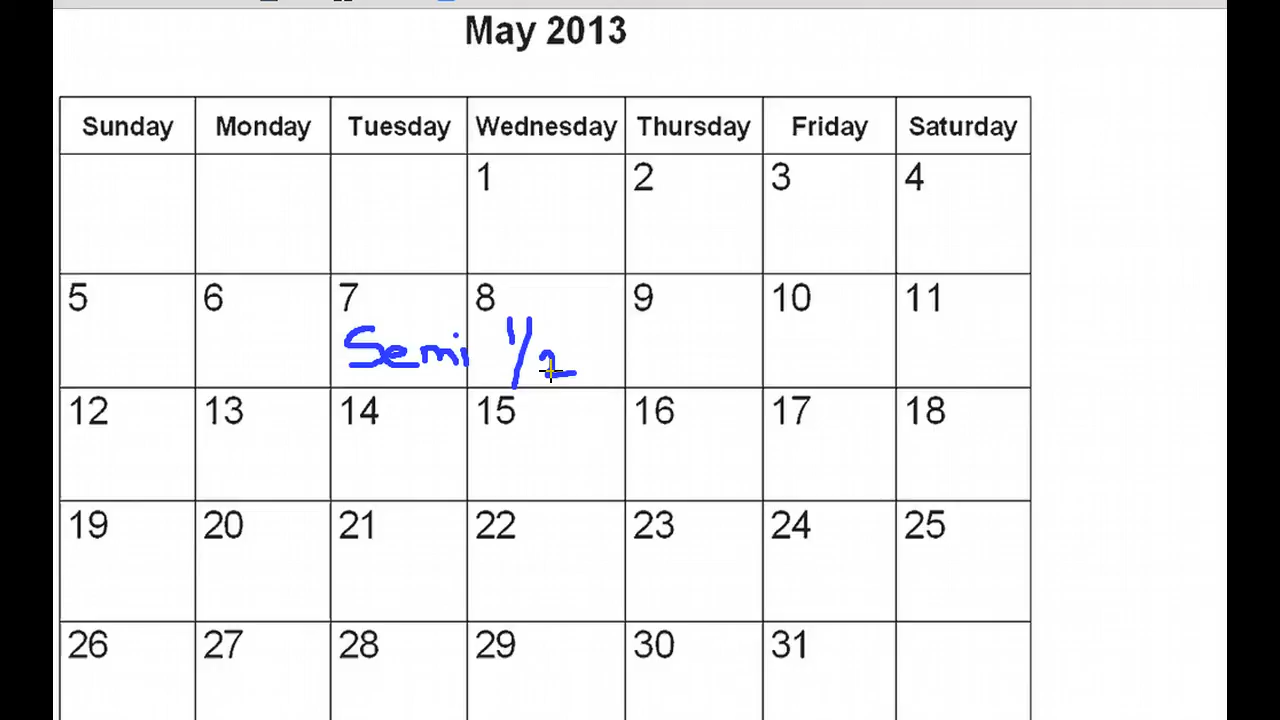 May 2013
Sunday Monday Tuesday Wednesday Thursday Friday Saturday
1 2 3 4
5 6 7 8 9 10 11
Semi 1/2
12 13 14 15 16 17 18
19 20 21 22 23 24 25
26 27 28 29 30 31